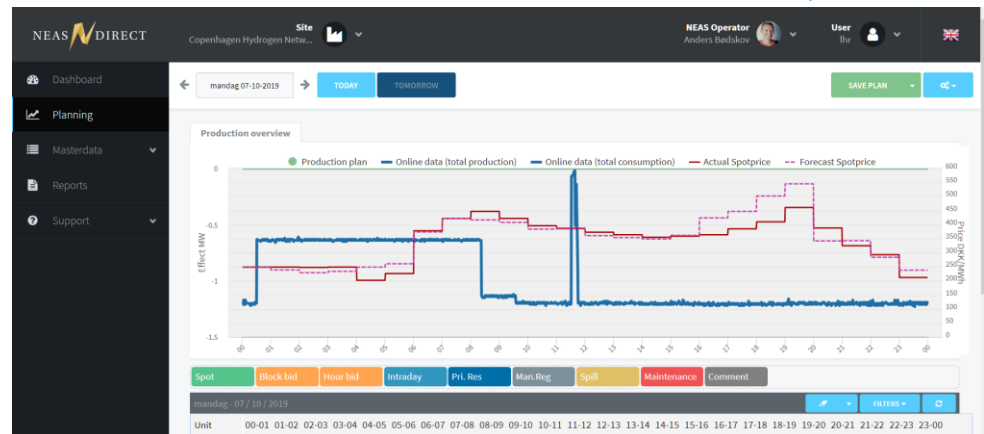 NEAS N DIRECT
Site
Copenhagen Hydrogen Netw...
NEAS Operator
Anders Bødskov
User
lhr
Dashboard
Planning
Masterdata
Reports
Support
mandag 07-10-2019
TODAY
TOMORROW
SAVE PLAN
Production overview
Production plan
Online data (total production)
Online data (total consumption)
Actual Spotprice
Forecast Spotprice
Effect MW
0
-0.5
-1
-1.5
600
550
500
450
400
350
300
250
200
150
100
50
0
Price DKK/MWh
00 01 02 03 04 05 06 07 08 09 10 11 12 13 14 15 16 17 18 19 20 21 22 23 00
Spot
Block bid
Hour bid
Intraday
Pri. Res
Man.Reg
Spill
Maintenance
Comment
mandag - 07 / 10 / 2019
FILTERS
Unit 00-01 01-02 02-03 03-04 04-05 05-06 06-07 07-08 08-09 09-10 10-11 11-12 12-13 13-14 14-15 15-16 16-17 17-18 18-19 19-20 20-21 21-22 22-23 23-00